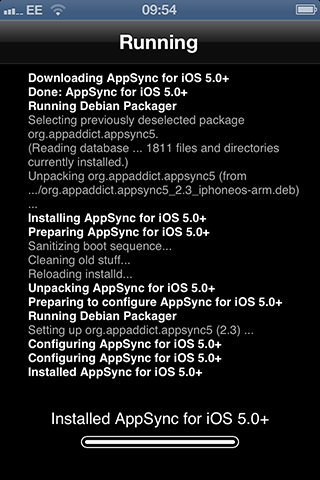 EE 09:54
Running
Downloading AppSync for iOS 5.0+
Done: AppSync for iOS 5.0+
Running Debian Packager
Selecting previously deselected package
org.appaddict.appsync5.
(Reading database ... 1811 files and directories
currently installed.)
Unpacking org.appaddict.appsync5 (from
.../org.appaddict.appsync5_2.3_iphoneos-arm.deb)
...
Installing AppSync for iOS 5.0+
Preparing AppSync for iOS 5.0+
Sanitizing boot sequence...
Cleaning old stuff...
Reloading installd...
Unpacking AppSync for iOS 5.0+
Preparing to configure AppSync for iOS 5.0+
Running Debian Packager
Setting up org.appaddict.appsync5 (2.3) ...
Configuring AppSync for iOS 5.0+
Configuring AppSync for iOS 5.0+
Installed AppSync for iOS 5.0+
Installed AppSync for iOS 5.0+